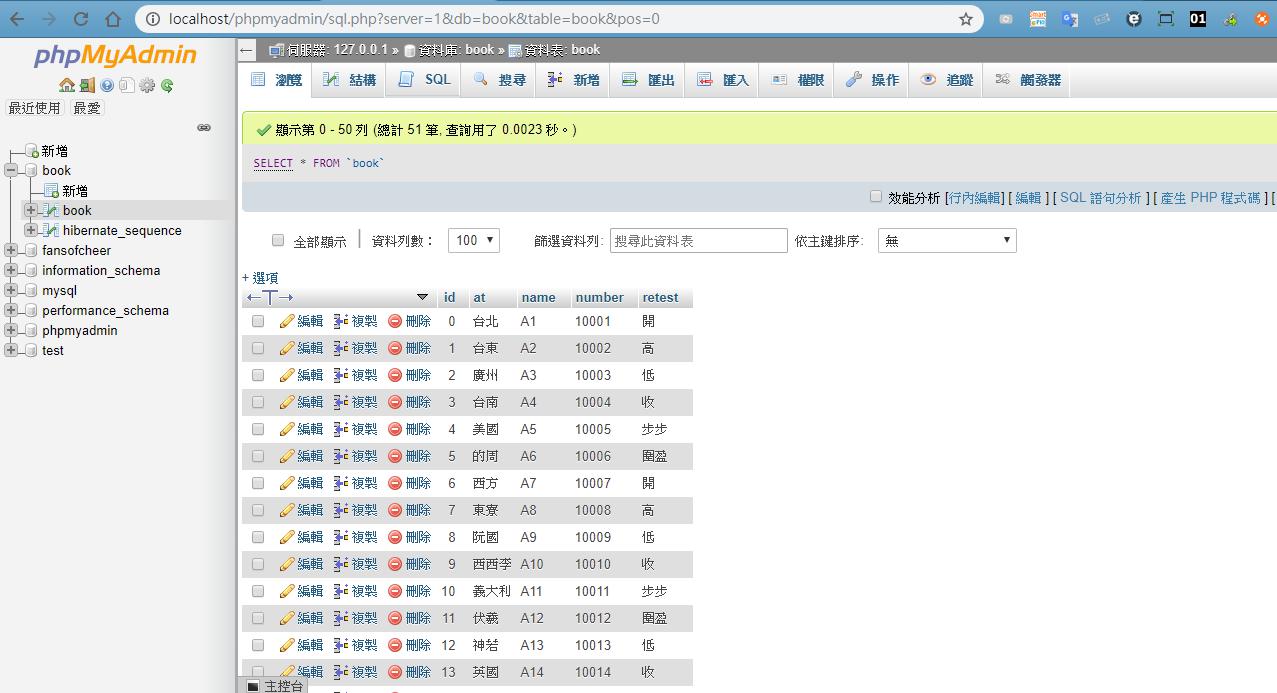 localhost/phpmyadmin/sql.php?server=1&db=book&table=book&pos=0
01
phpMyAdmin
最近使用 最愛
新增
book
新增
book
hibernate_sequence
fansofcheer
information_schema
mysql
performance_schema
phpmyadmin
test
伺服器: 127.0.0.1 » 資料庫: book » 資料表: book
瀏覽 結構 SQL 搜尋 新增 匯出 匯入 權限 操作 追蹤 觸發器
顯示第 0 - 50 列 (總計 51 筆, 查詢用了 0.0023 秒。)
SELECT * FROM `book`
效能分析 [行內編輯] [ 編輯 ] [ SQL 語句分析 ] [ 產生 PHP 程式碼 ] [
全部顯示 資料列數： 100 篩選資料列: 搜尋此資料表 依主鍵排序: 無
+ 選項
←T→ id at name number retest
編輯 複製 刪除 0 台北 A1 10001 開
編輯 複製 刪除 1 台東 A2 10002 高
編輯 複製 刪除 2 廣州 A3 10003 低
編輯 複製 刪除 3 台南 A4 10004 收
編輯 複製 刪除 4 美國 A5 10005 步步
編輯 複製 刪除 5 的周 A6 10006 圈盈
編輯 複製 刪除 6 西方 A7 10007 開
編輯 複製 刪除 7 東寮 A8 10008 高
編輯 複製 刪除 8 阮國 A9 10009 低
編輯 複製 刪除 9 西西李 A10 10010 收
編輯 複製 刪除 10 義大利 A11 10011 步步
編輯 複製 刪除 11 伏羲 A12 10012 圈盈
編輯 複製 刪除 12 神若 A13 10013 低
編輯 複製 刪除 13 英國 A14 10014 收
主控台